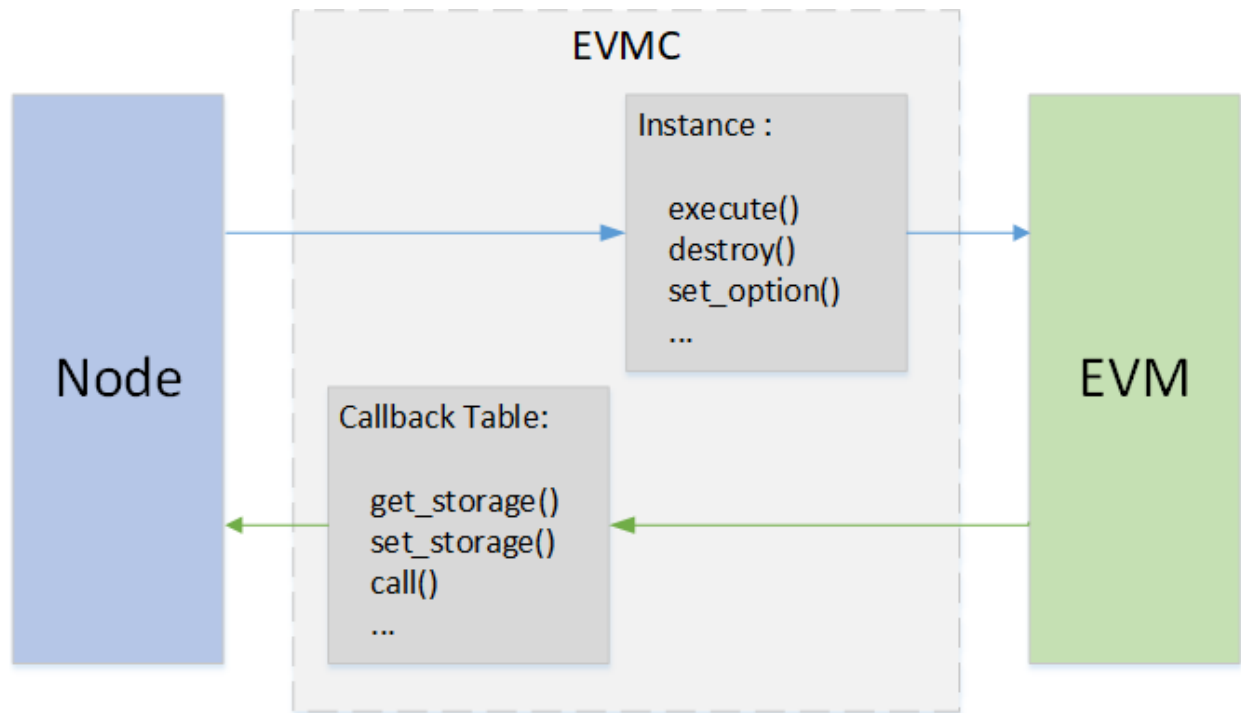 EVMC
Node
Instance :
execute()
destroy()
set_option()
...
Callback Table:
get_storage()
set_storage()
call()
...
EVM